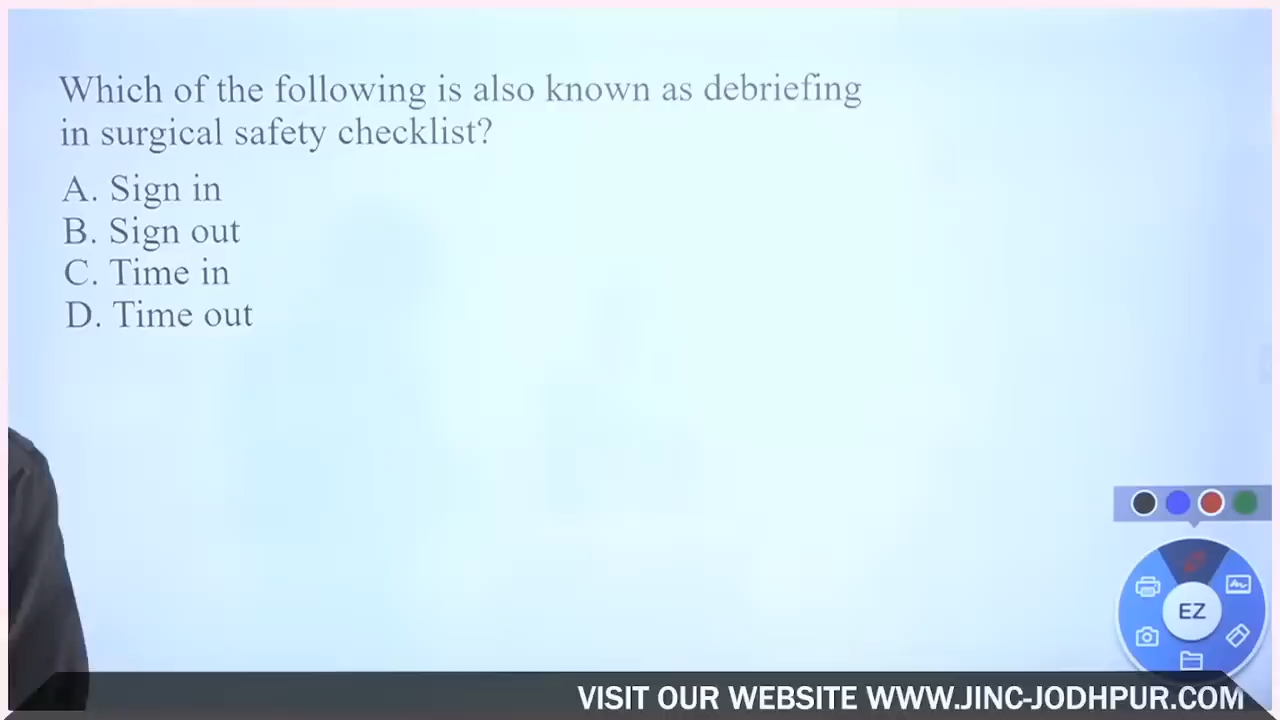 Which of the following is also known as debriefing
in surgical safety checklist?
A. Sign in
B. Sign out
C. Time in
D. Time out
EZ
VISIT OUR WEBSITE WWW.JINC-JODHPUR.COM